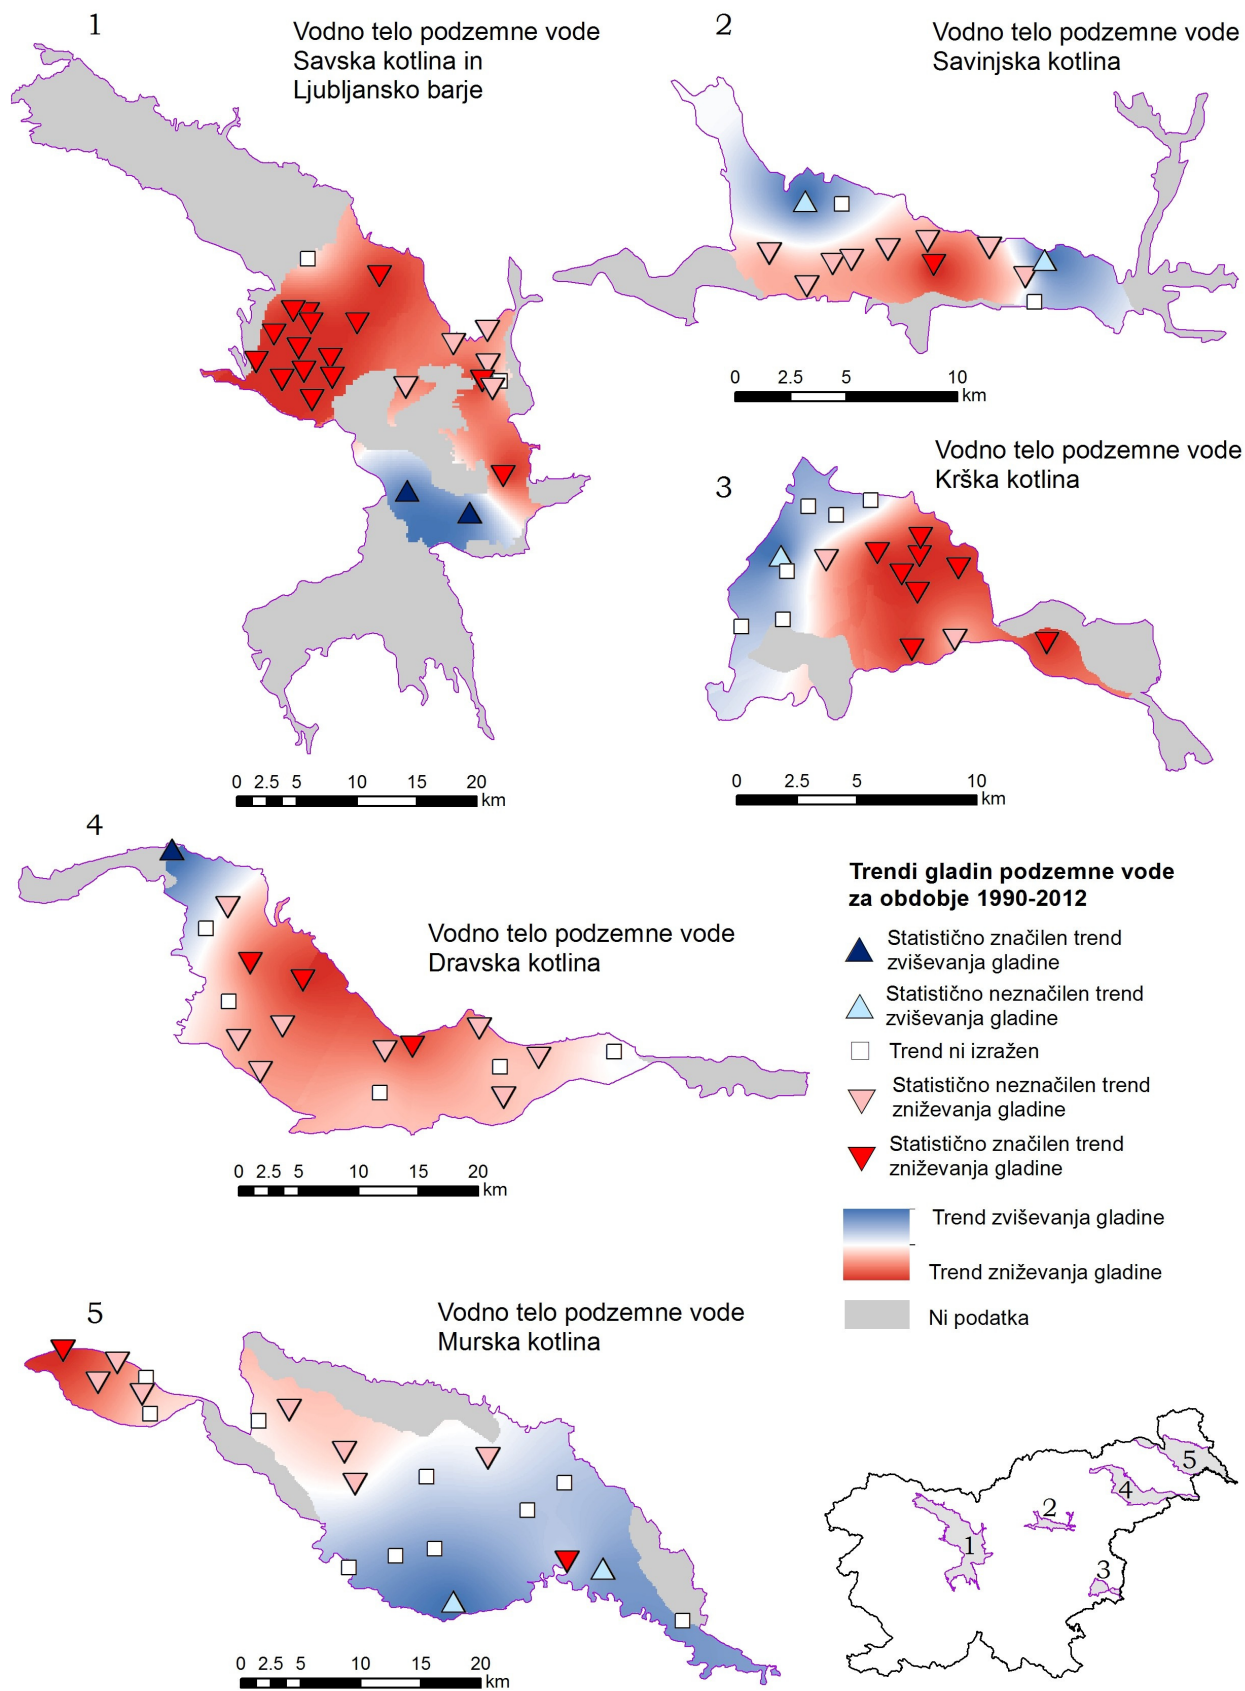 1
Vodno telo podzemne vode
Savska kotlina in
Ljubljansko barje
0 2.5 5 10 15 20
km
2
Vodno telo podzemne vode
Savinjska kotlina
0 2.5 5 10
km
3
Vodno telo podzemne vode
Krška kotlina
0 2.5 5 10
km
4
Vodno telo podzemne vode
Dravska kotlina
0 2.5 5 10 15 20
km
Trendi gladin podzemne vode
za obdobje 1990-2012
Statistično značilen trend
zviševanja gladine
Statistično neznačilen trend
zviševanja gladine
Trend ni izražen
Statistično neznačilen trend
zniževanja gladine
Statistično značilen trend
zniževanja gladine
Trend zviševanja gladine
Trend zniževanja gladine
Ni podatka
5
Vodno telo podzemne vode
Murska kotlina
0 2.5 5 10 15 20
km
5
4
2
1
3